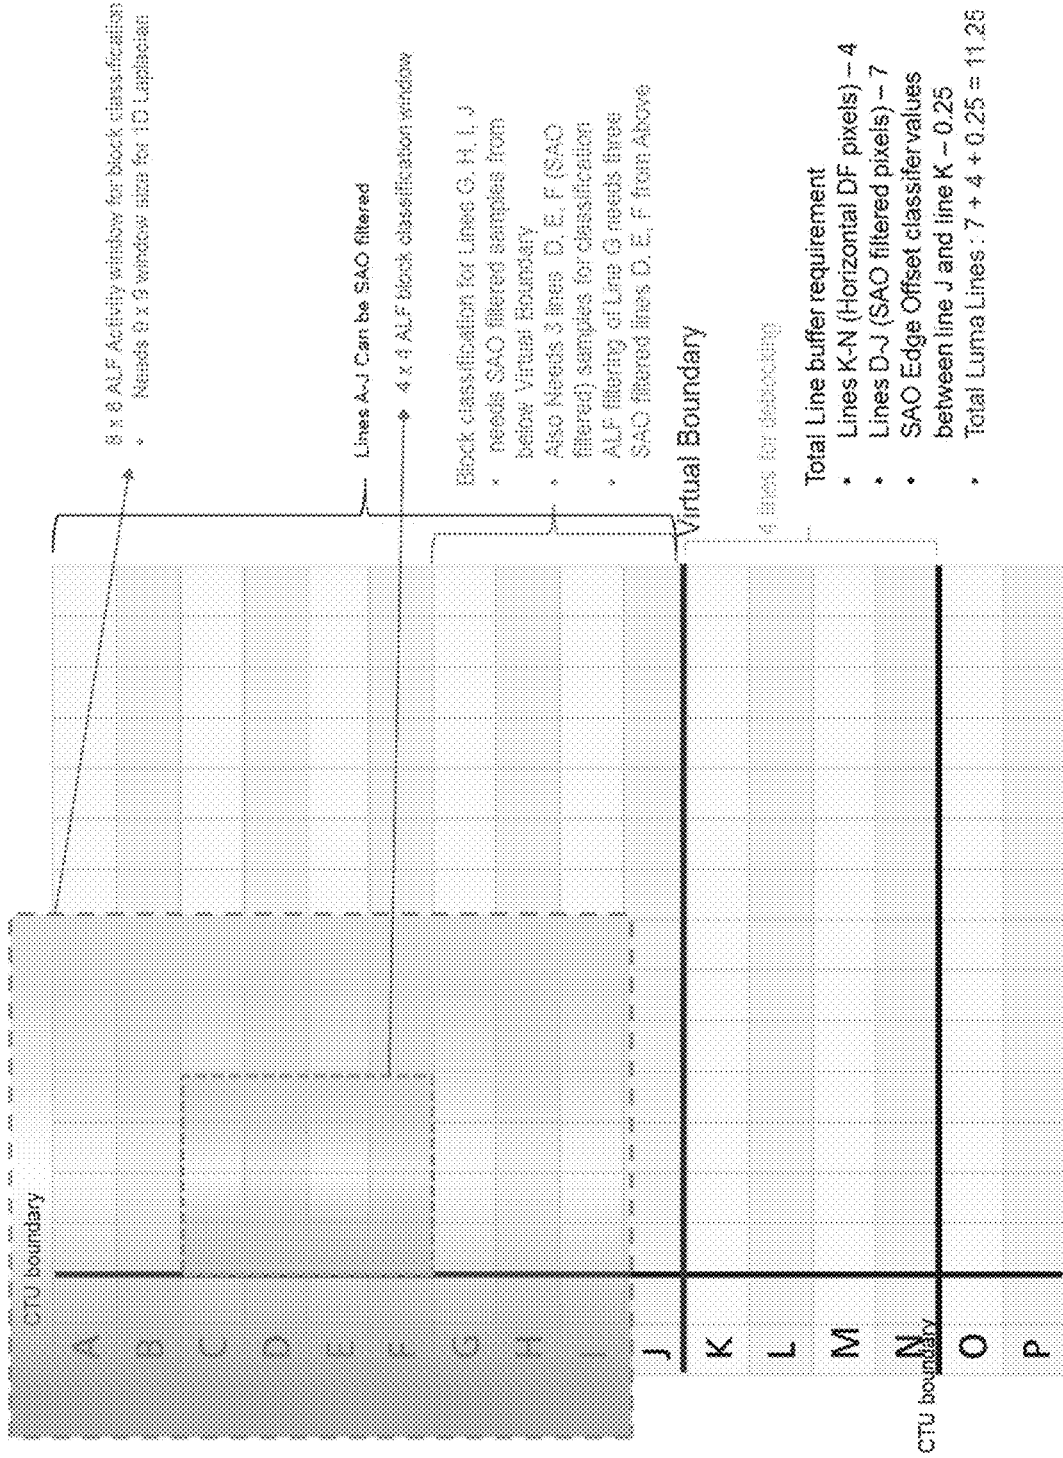 CTU boundary
A
B
C
D
E
F
G
H
I
J
K
L
M
N
O
P
CTU boundary
8 x 8 ALF Activity window for block classification
• Needs 9 x 9 window size for 1D Laplacian
Lines A-J Can be SAO filtered
4 x 4 ALF block classification window
Block classification for Lines G, H, I, J
• needs SAO filtered samples from
below Virtual Boundary
• Also Needs 3 lines D, E, F (SAO
filtered) samples for classification
• ALF filtering of Line G needs three
SAO filtered lines D, E, F from Above
Virtual Boundary
4 lines for deblocking
Total Line buffer requirement
• Lines K-N (Horizontal DF pixels) – 4
• Lines D-J (SAO filtered pixels) – 7
• SAO Edge Offset classifer values
between line J and line K – 0.25
• Total Luma Lines : 7 + 4 + 0.25 = 11.25